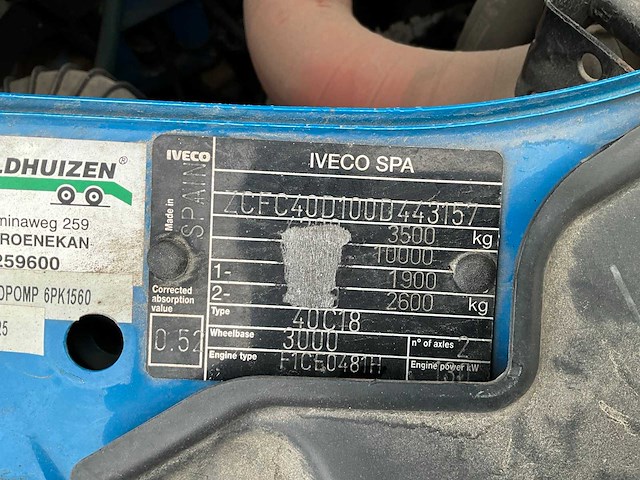 LDHUIZEN®
minaweg 259
ROENEKAN
259600
OPOMP 6PK1560
25
IVECO
IVECO SPA
Made in
SPAIN
ZCFC40D100D443157
3500 kg
10000
1- 1900
2- 2600 kg
Corrected
absorption
value
0.52
Type 40C18
Wheelbase 3000
n° of axles 2
Engine type F1CE0481H
Engine power kW